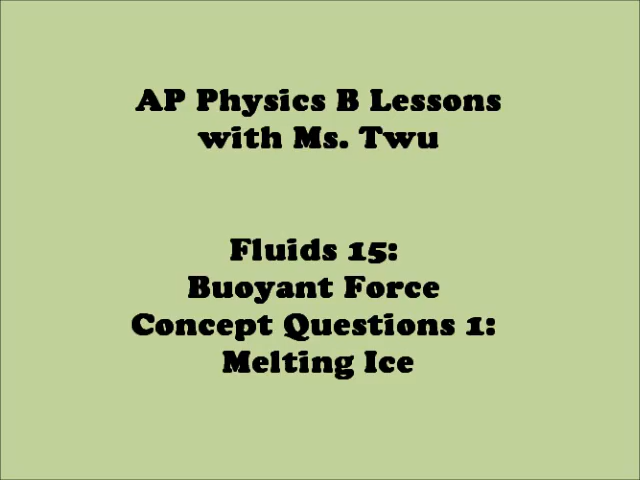 AP Physics B Lessons
with Ms. Twu
Fluids 15:
Buoyant Force
Concept Questions 1:
Melting Ice